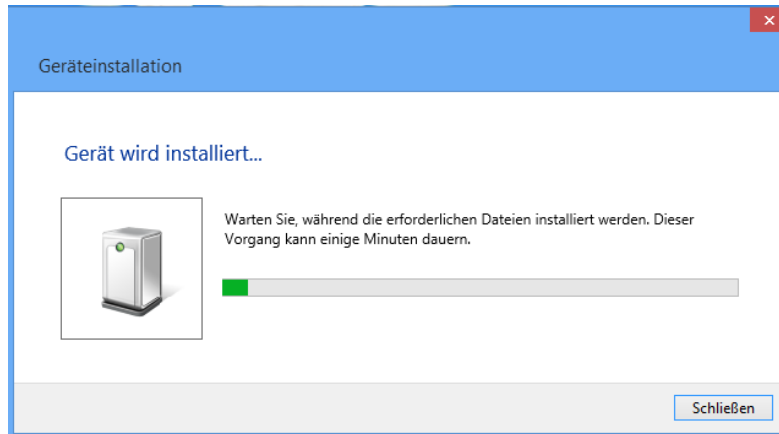 Geräteinstallation
Gerät wird installiert...
Warten Sie, während die erforderlichen Dateien installiert werden. Dieser
Vorgang kann einige Minuten dauern.
Schließen